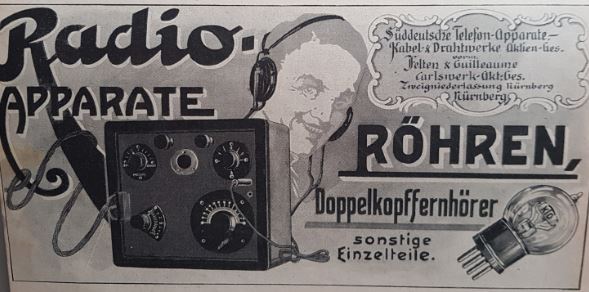 Radio-
APPARATE
Süddeutsche Telefon-Apparate,-
Kabel-& Drahtwerke Aktien-Ges.
vorm.
Felten & Guilleaume
Carlswerk-Akt.Ges.
Zweigniederlassung Nürnberg
Nürnberg
RÖHREN,
Doppelkopffernhörer
sonstige
Einzelteile.